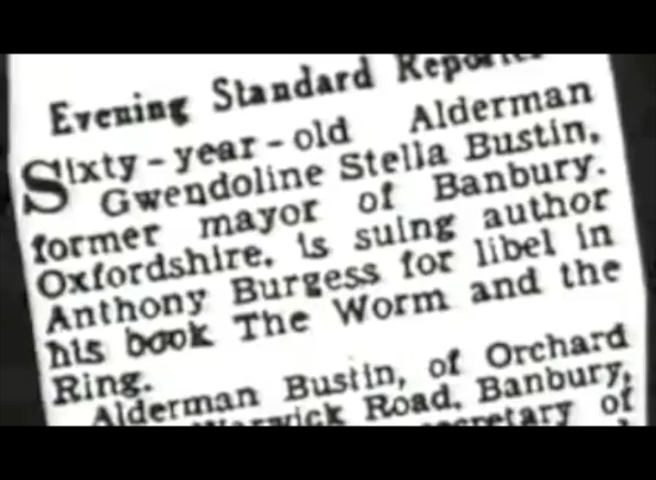 Evening Standard Reporter
Sixty-year-old Alderman
Gwendoline Stella Bustin,
former mayor of Banbury.
Oxfordshire, is suing author
Anthony Burgess for libel in
his book The Worm and the
Ring.
Alderman Bustin, of Orchard
Warwick Road, Banbury,
secretary of